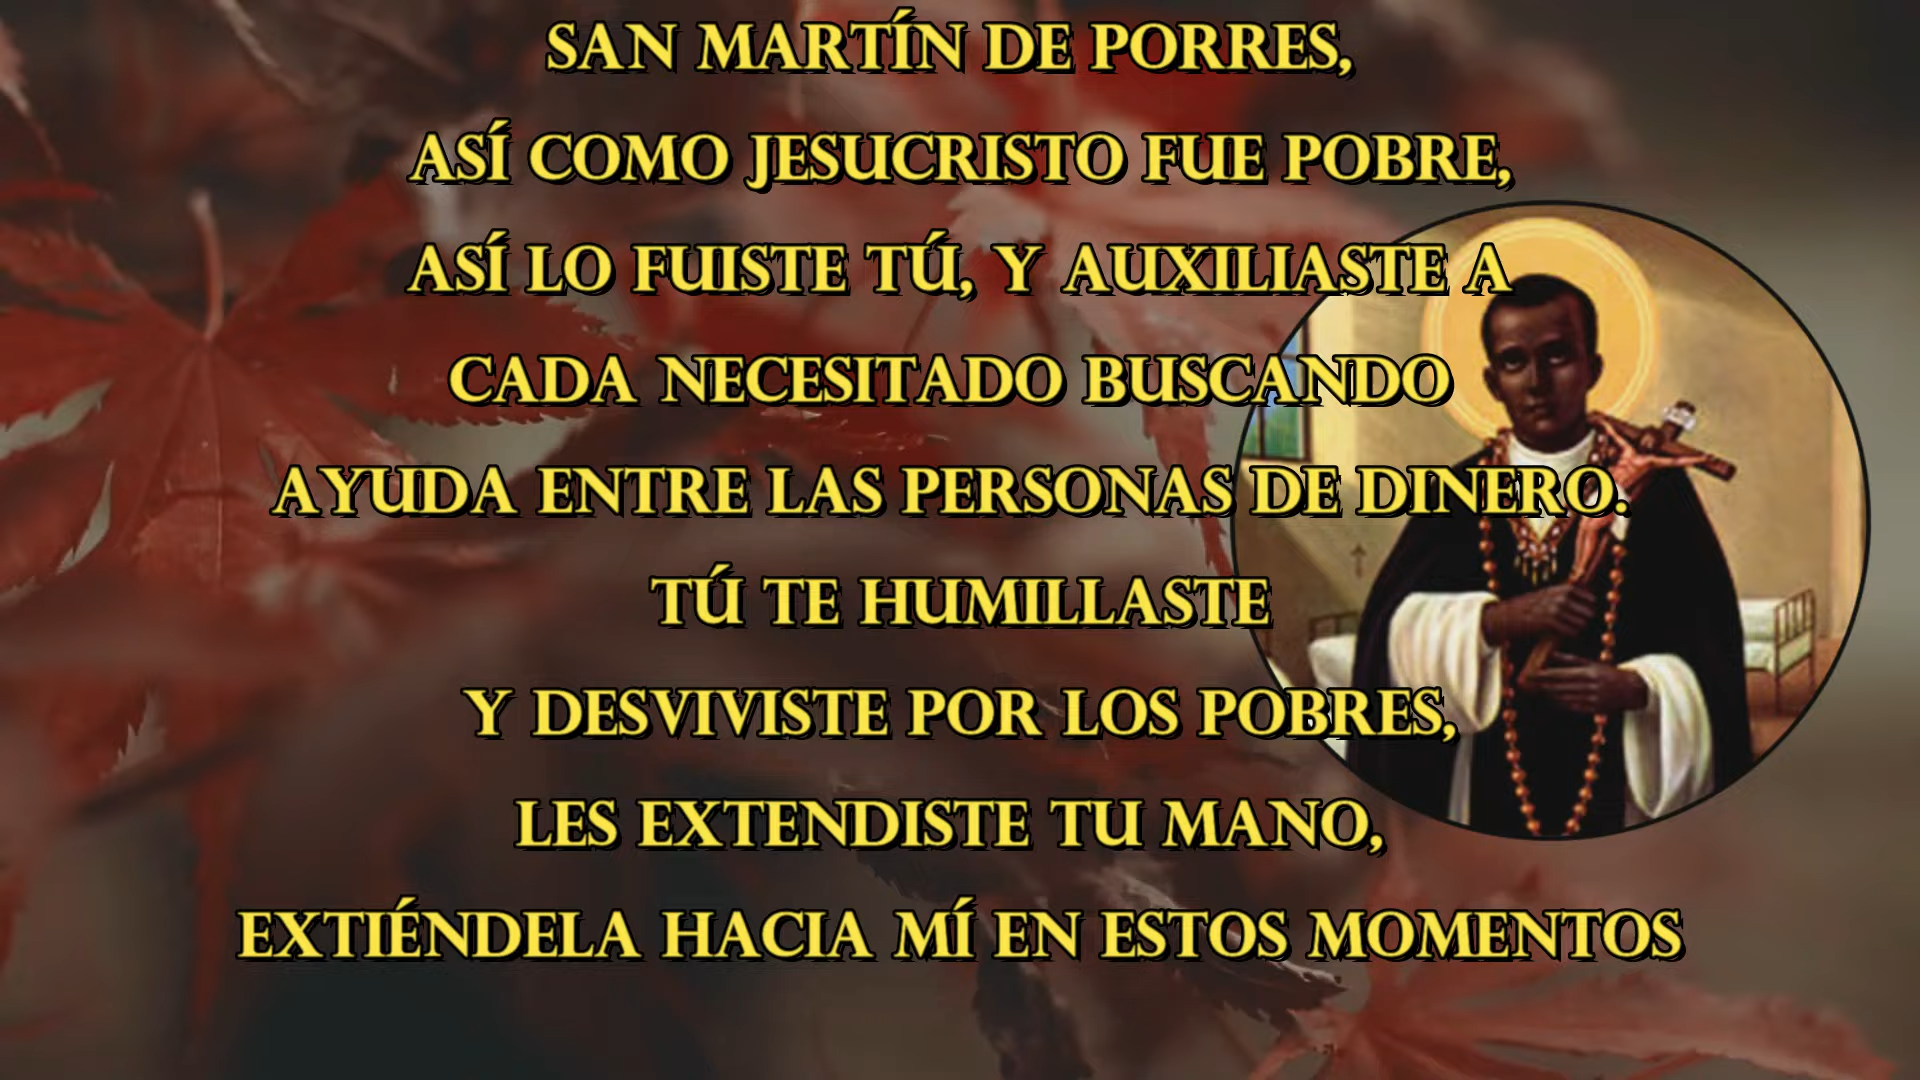 SAN MARTÍN DE PORRES,
ASÍ COMO JESUCRISTO FUE POBRE,
ASÍ LO FUISTE TÚ, Y AUXILIASTE A
CADA NECESITADO BUSCANDO
AYUDA ENTRE LAS PERSONAS DE DINERO.
TÚ TE HUMILLASTE
Y DESVIVISTE POR LOS POBRES,
LES EXTENDISTE TU MANO,
EXTIÉNDELA HACIA MÍ EN ESTOS MOMENTOS